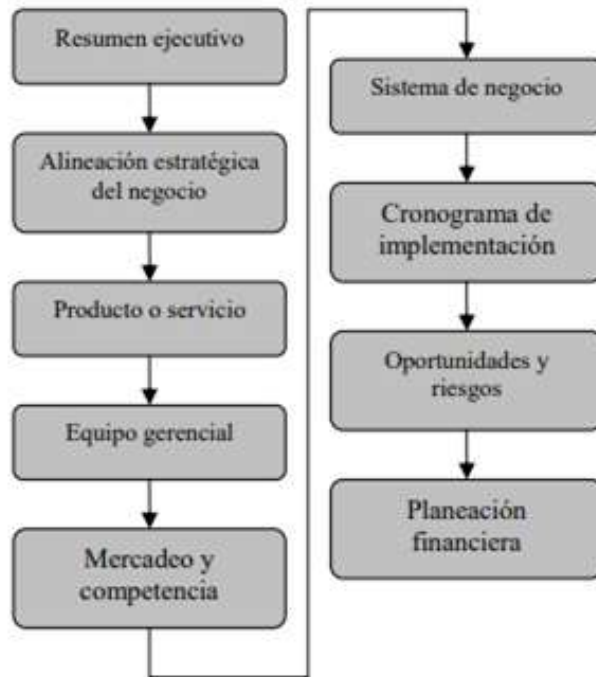 Resumen ejecutivo
Alineación estratégica
del negocio
Producto o servicio
Equipo gerencial
Mercadeo y
competencia
Sistema de negocio
Cronograma de
implementación
Oportunidades y
riesgos
Planeación
financiera